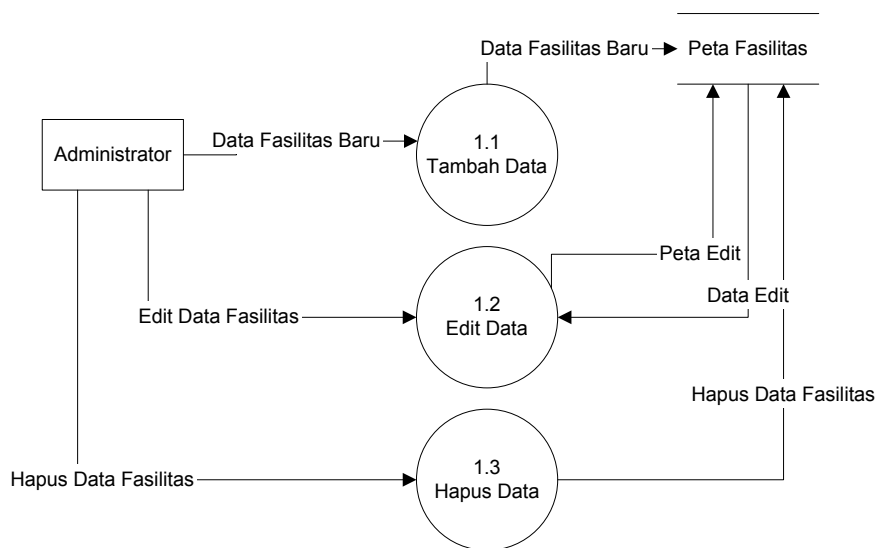 Data Fasilitas Baru
Peta Fasilitas
Administrator
Data Fasilitas Baru
1.1
Tambah Data
Peta Edit
Data Edit
Edit Data Fasilitas
1.2
Edit Data
Hapus Data Fasilitas
Hapus Data Fasilitas
1.3
Hapus Data